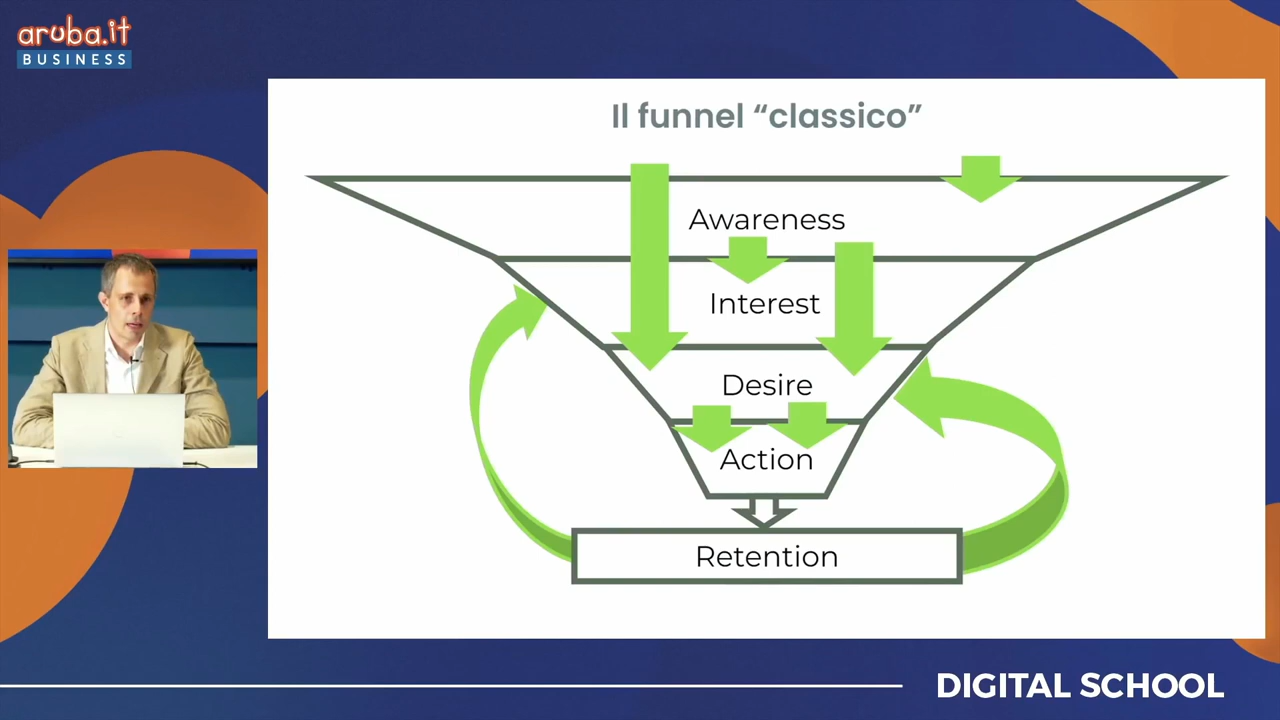 aruba.it
BUSINESS
Il funnel “classico”
Awareness
Interest
Desire
Action
Retention
DIGITAL SCHOOL